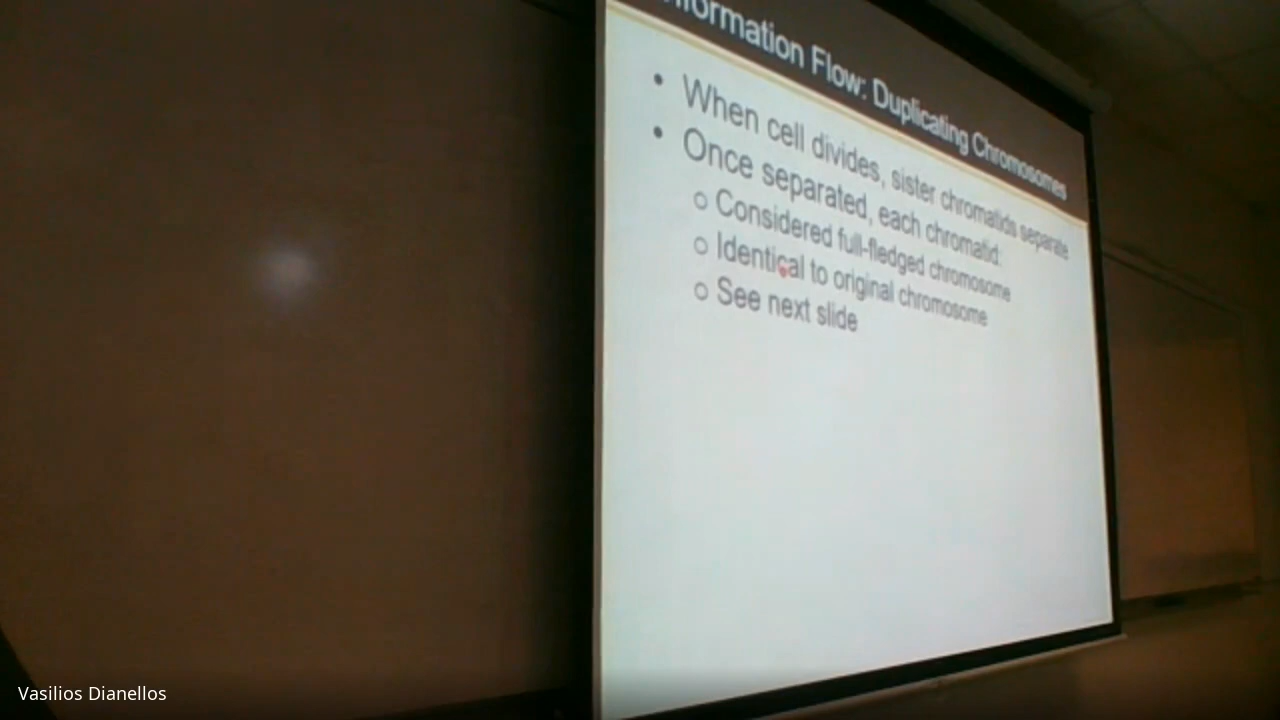 nformation Flow: Duplicating Chromosomes
• When cell divides, sister chromatids separate
• Once separated, each chromatid:
o Considered full-fledged chromosome
o Identical to original chromosome
o See next slide
Vasilios Dianellos